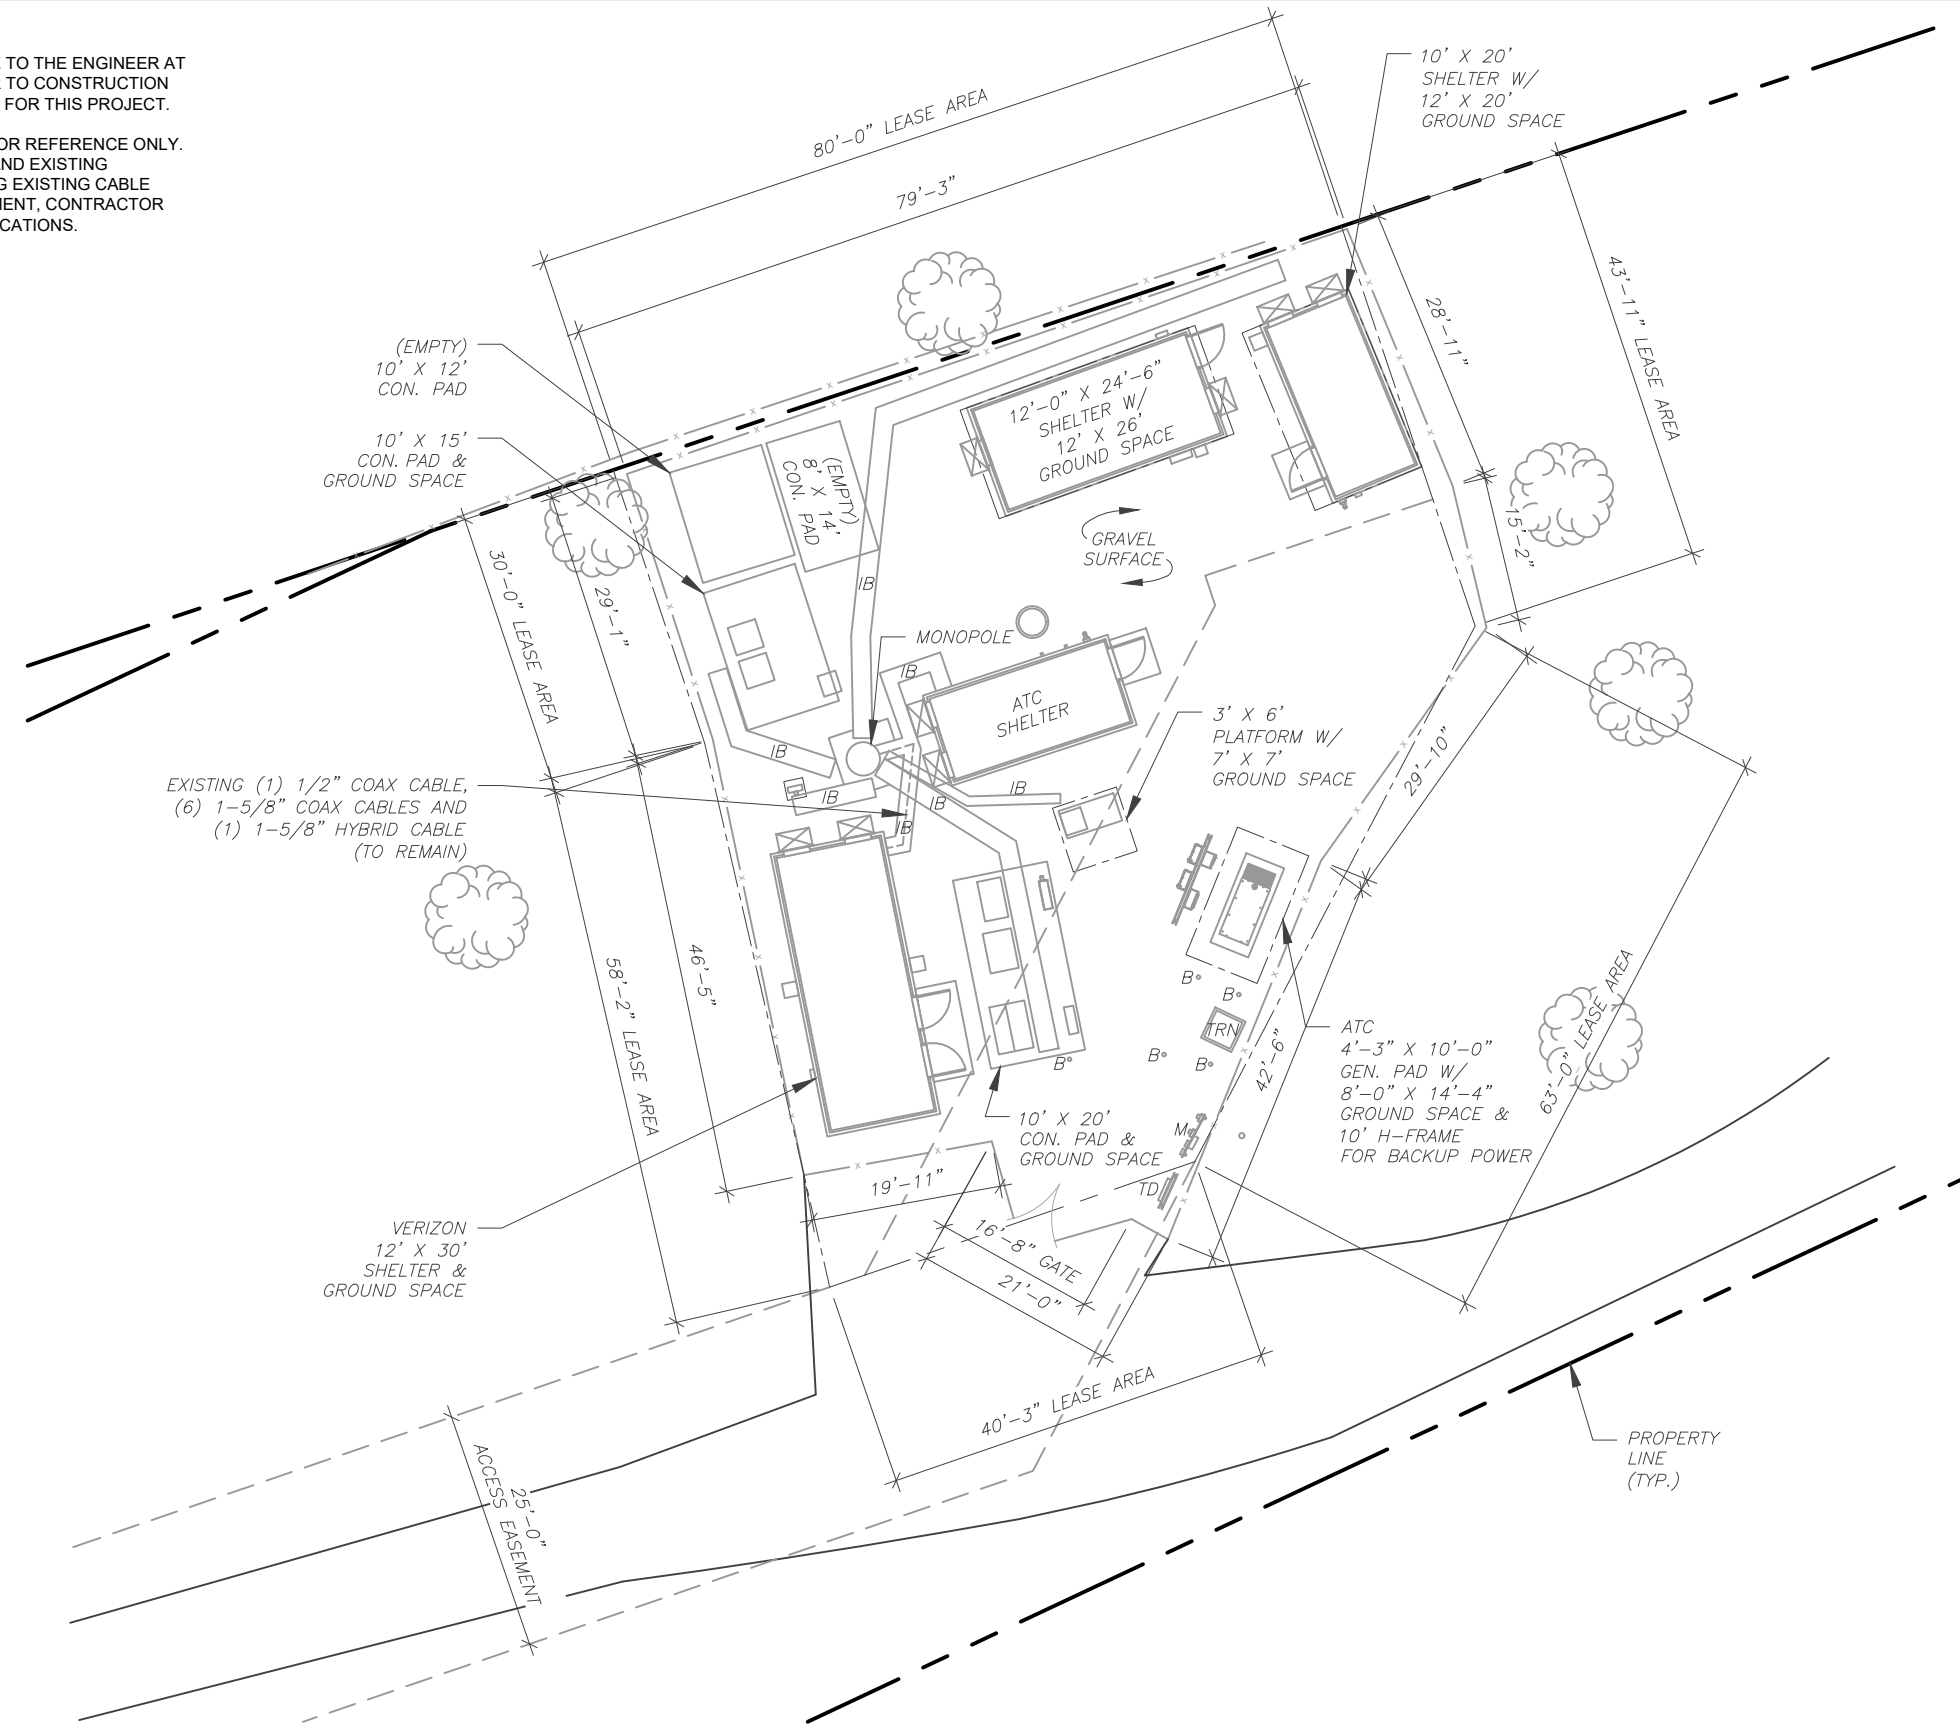 TO THE ENGINEER AT
TO CONSTRUCTION
FOR THIS PROJECT.
OR REFERENCE ONLY.
AND EXISTING
EXISTING CABLE
CONTRACTOR
80'-0" LEASE AREA
79'-3"
10' X 20'
SHELTER W/
12' X 20'
GROUND SPACE
43'-11" LEASE AREA
28'-11"
15'-2"
(EMPTY)
10' X 12'
CON. PAD
10' X 15'
CON. PAD &
GROUND SPACE
(EMPTY)
8' X 14'
CON. PAD
12'-0" X 24'-6"
SHELTER W/
12' X 26'
GROUND SPACE
GRAVEL
SURFACE
30'-0" LEASE AREA
29'-1"
IB
MONOPOLE
IB
ATC
SHELTER
IB
IB
IB
IB
3' X 6'
PLATFORM W/
7' X 7'
GROUND SPACE
29'-10"
EXISTING (1) 1/2" COAX CABLE,
(6) 1-5/8" COAX CABLES AND
(1) 1-5/8" HYBRID CABLE
(TO REMAIN)
58'-2" LEASE AREA
46'-5"
B
B
TRN
B
B
B
42'-6"
63'-0" LEASE AREA
ATC
4'-3" X 10'-0"
GEN. PAD W/
8'-0" X 14'-4"
GROUND SPACE &
10' H-FRAME
FOR BACKUP POWER
10' X 20'
CON. PAD &
GROUND SPACE
M
TD
19'-11"
VERIZON
12' X 30'
SHELTER &
GROUND SPACE
16'-8" GATE
21'-0"
40'-3" LEASE AREA
25'-0"
ACCESS EASEMENT
PROPERTY
LINE
(TYP.)